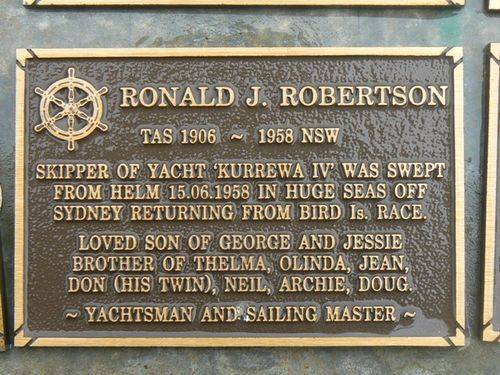 RONALD J. ROBERTSON
TAS 1906 ~ 1958 NSW
SKIPPER OF YACHT 'KURREWA IV' WAS SWEPT
FROM HELM 15.06.1958 IN HUGE SEAS OFF
SYDNEY RETURNING FROM BIRD Is. RACE.
LOVED SON OF GEORGE AND JESSIE
BROTHER OF THELMA, OLINDA, JEAN,
DON (HIS TWIN), NEIL, ARCHIE, DOUG.
~ YACHTSMAN AND SAILING MASTER ~